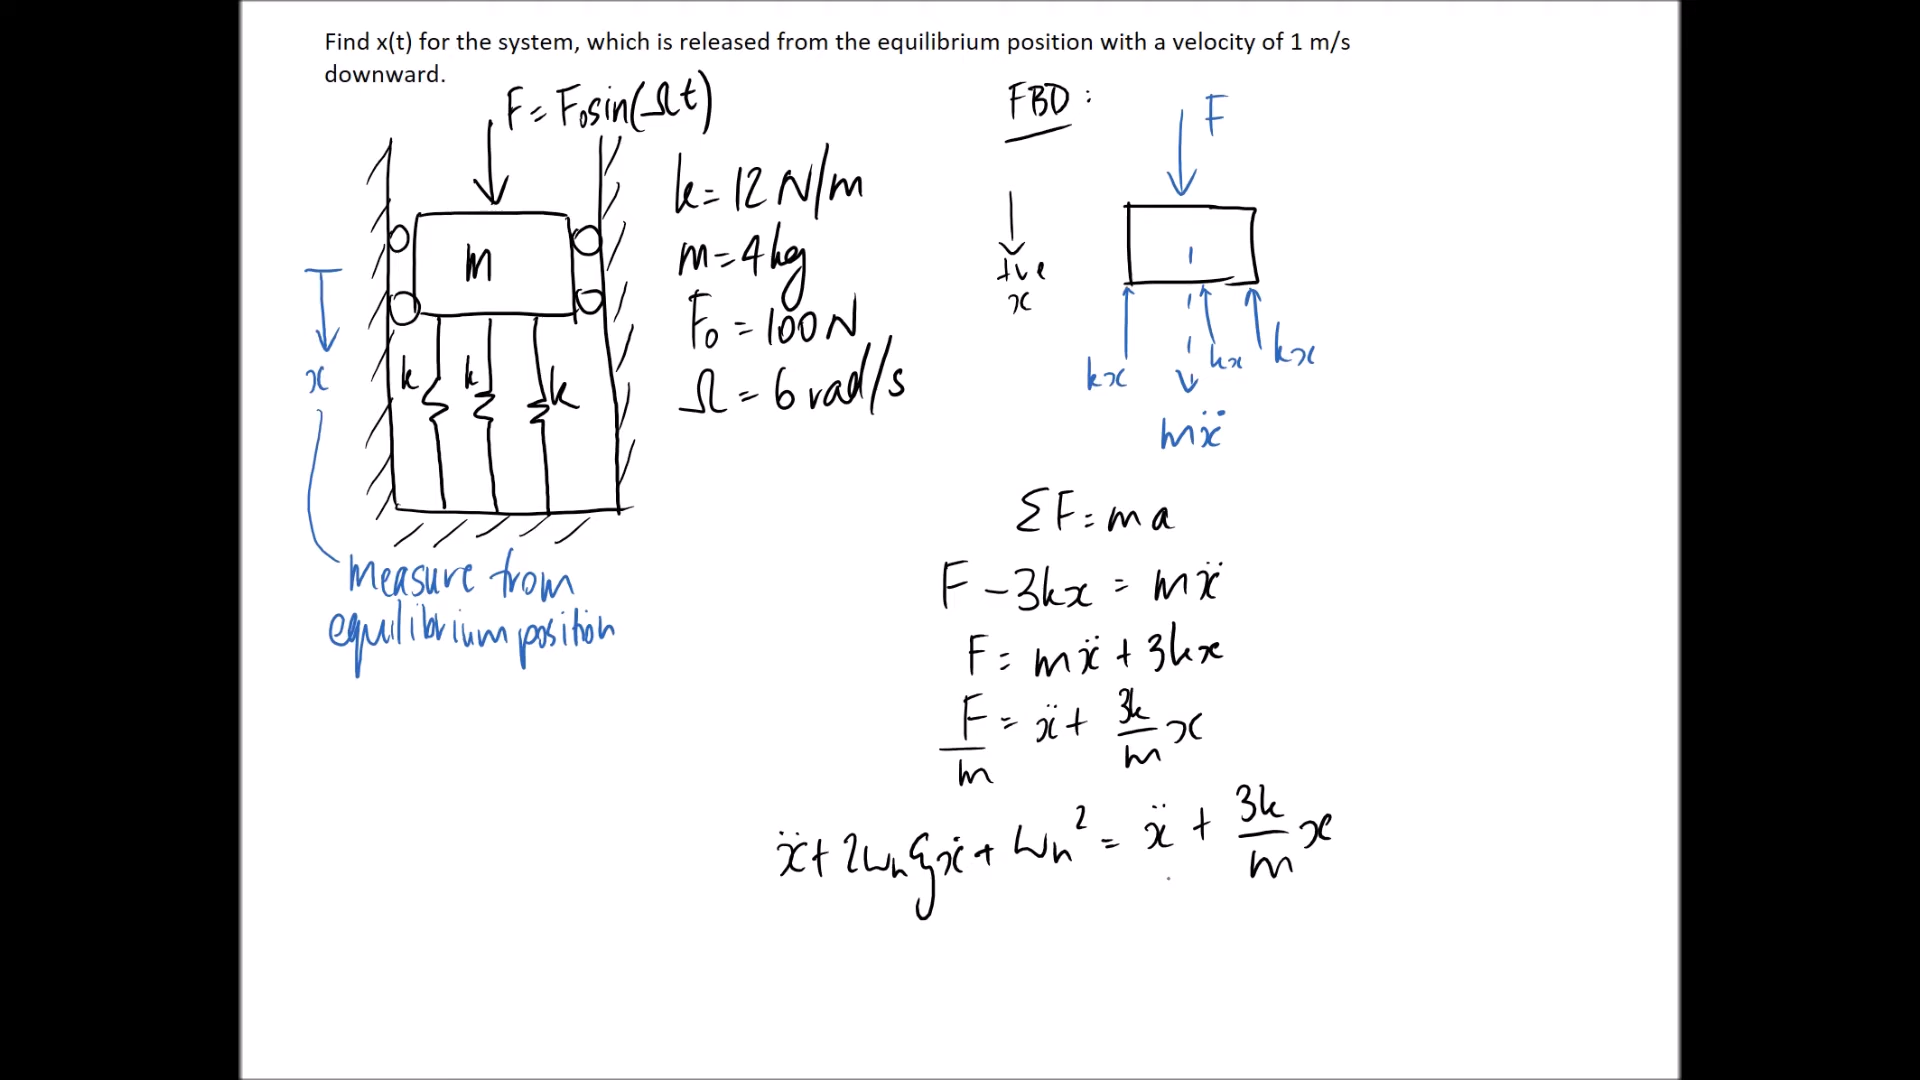 Find x(t) for the system, which is released from the equilibrium position with a velocity of 1 m/s
downward.
F = F₀sin(Ωt)
k = 12 N/m
m = 4 kg
F₀ = 100 N
Ω = 6 rad/s
m
k k k
x
measure from
equilibrium position
FBD :
F
+ve
x
kx kx kx
mẍ
ΣF = ma
F - 3kx = mẍ
F = mẍ + 3kx
F/m = ẍ + 3k/m x
ẍ + 2ωₙζẋ + ωₙ² = ẍ + 3k/m x